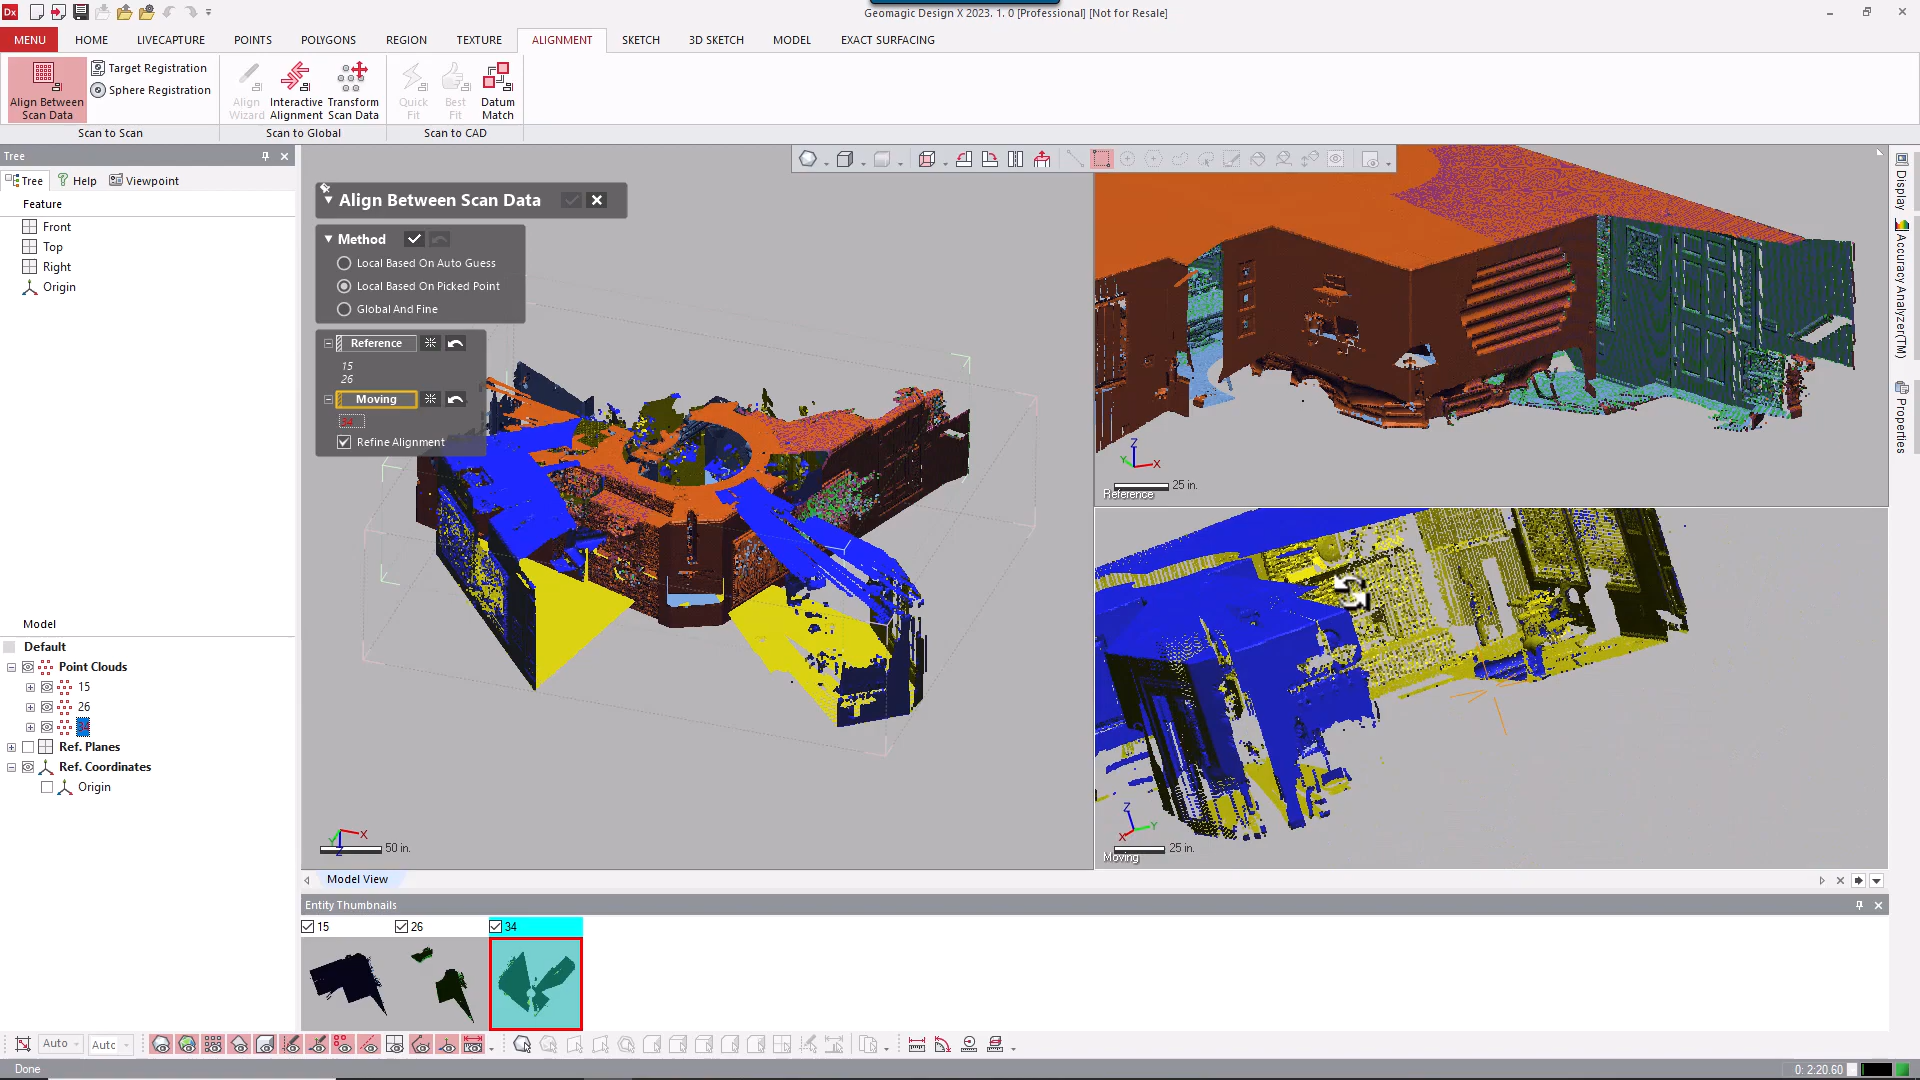 Dx
Geomagic Design X 2023. 1. 0 [Professional] [Not for Resale]
MENU HOME LIVECAPTURE POINTS POLYGONS REGION TEXTURE ALIGNMENT SKETCH 3D SKETCH MODEL EXACT SURFACING
Align Between Scan Data
Target Registration
Sphere Registration
Align Wizard
Interactive Alignment
Transform Scan Data
Quick Fit
Best Fit
Datum Match
Scan to Scan
Scan to Global
Scan to CAD
Tree
Tree Help Viewpoint
Feature
Front
Top
Right
Origin
Model
Default
Point Clouds
15
26
Ref. Planes
Ref. Coordinates
Origin
Align Between Scan Data
Method
Local Based On Auto Guess
Local Based On Picked Point
Global And Fine
Reference
15
26
Moving
Refine Alignment
X
Y
Z
50 in.
Z
Y
X
25 in.
Reference
Z
Y
X
25 in.
Moving
Display
Accuracy Analyzer(TM)
Properties
Model View
Entity Thumbnails
15
26
34
Auto
Auto
Done
0: 2:20.60